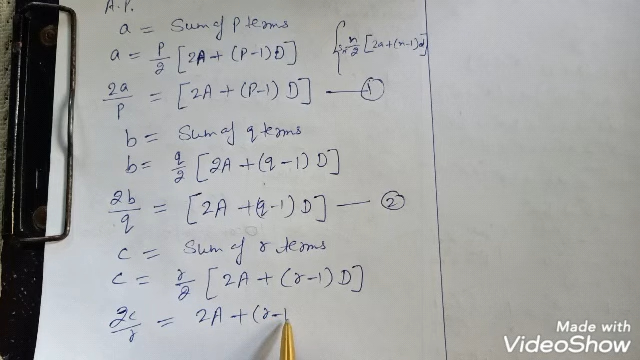 A.P.
a = Sum of p terms
a = p/2 [2A + (P-1)D] { s = n/2 [2a+(n-1)d]
2a/p = [2A + (P-1) D] — ①
b = Sum of q terms
b = q/2 [2A + (q-1) D]
2b/q = [2A + (q-1) D] — ②
c = Sum of r terms
c = r/2 [2A + (r-1) D]
2c/r = 2A + (r-1
Made with
VideoShow